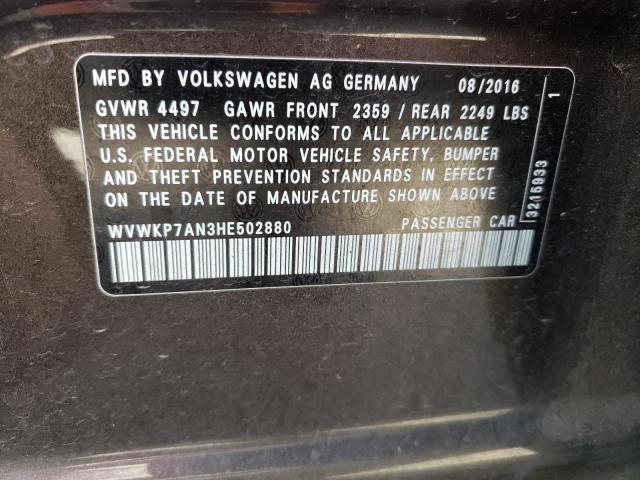 MFD BY VOLKSWAGEN AG GERMANY 08/2016
GVWR 4497 GAWR FRONT 2359 / REAR 2249 LBS
THIS VEHICLE CONFORMS TO ALL APPLICABLE
U.S. FEDERAL MOTOR VEHICLE SAFETY, BUMPER
AND THEFT PREVENTION STANDARDS IN EFFECT
ON THE DATE OF MANUFACTURE SHOWN ABOVE
WVWKP7AN3HE502880 PASSENGER CAR
3215933 1